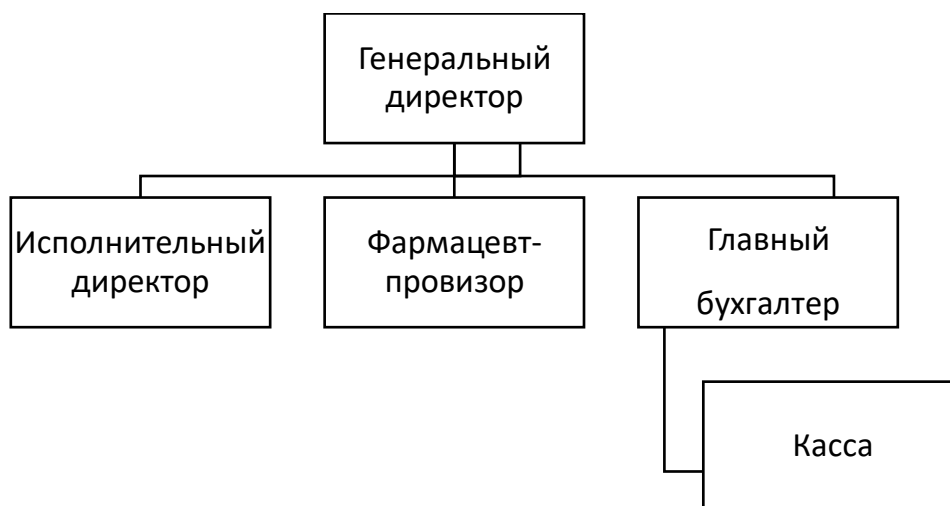 Генеральный
директор
Исполнительный
директор
Фармацевт-
провизор
Главный
бухгалтер
Касса